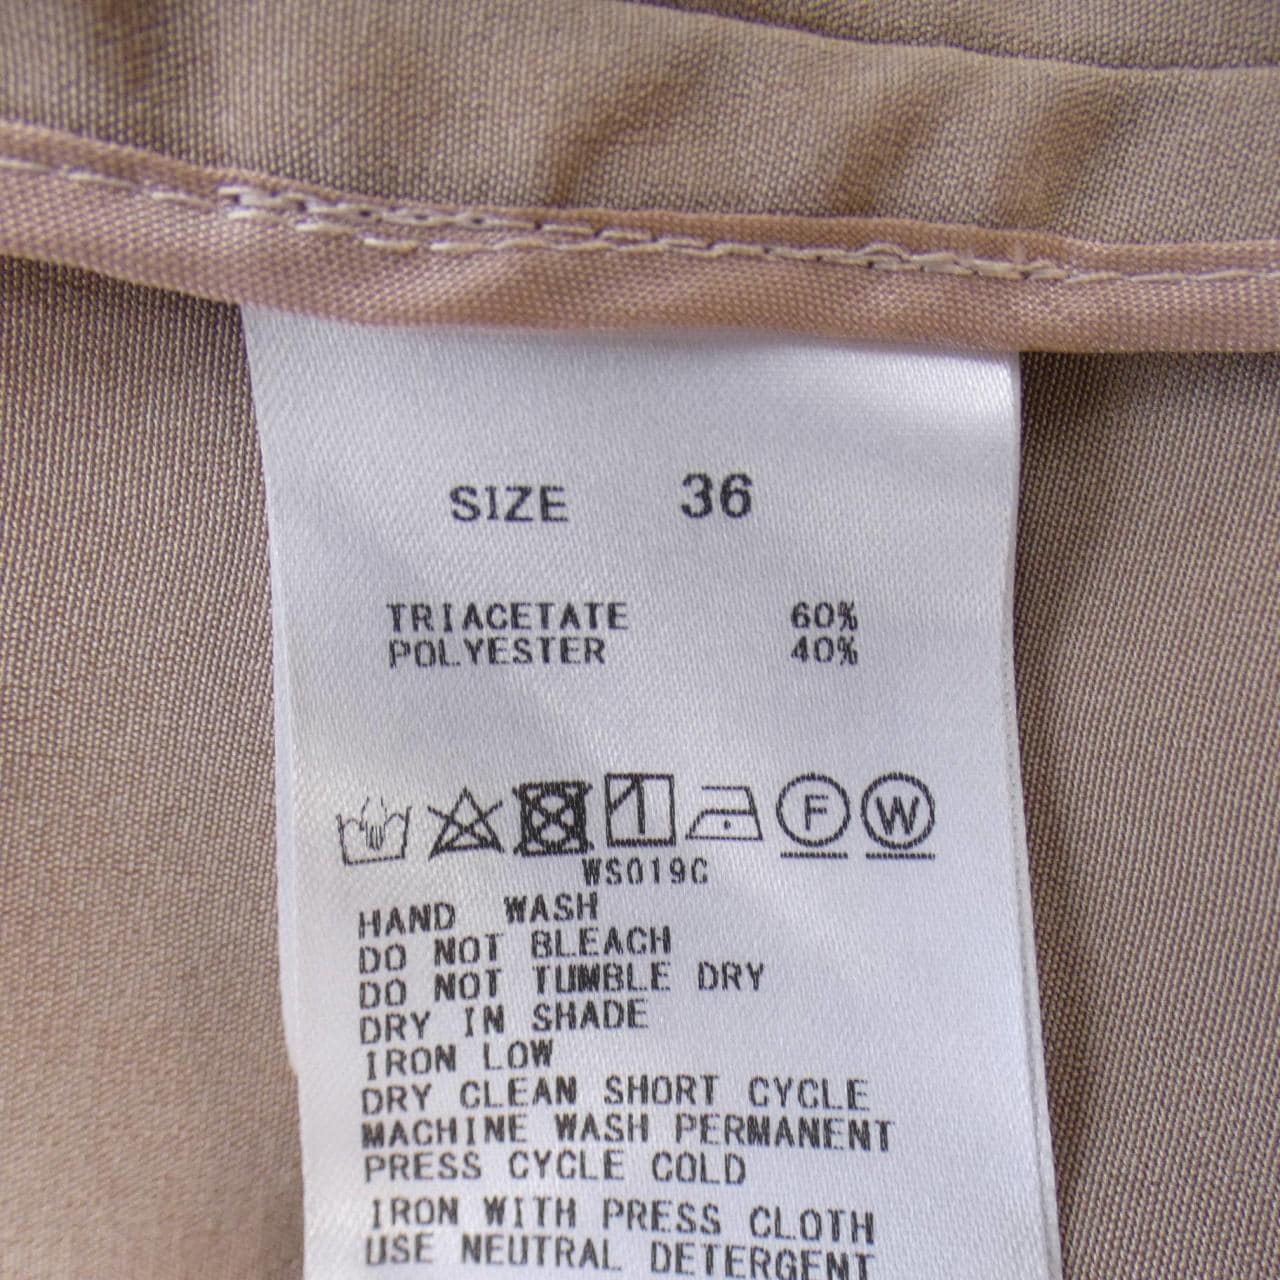 SIZE 36
TRIACETATE 60%
POLYESTER 40%
F W
WS019C
HAND WASH
DO NOT BLEACH
DO NOT TUMBLE DRY
DRY IN SHADE
IRON LOW
DRY CLEAN SHORT CYCLE
MACHINE WASH PERMANENT
PRESS CYCLE COLD
IRON WITH PRESS CLOTH
USE NEUTRAL DETERGENT